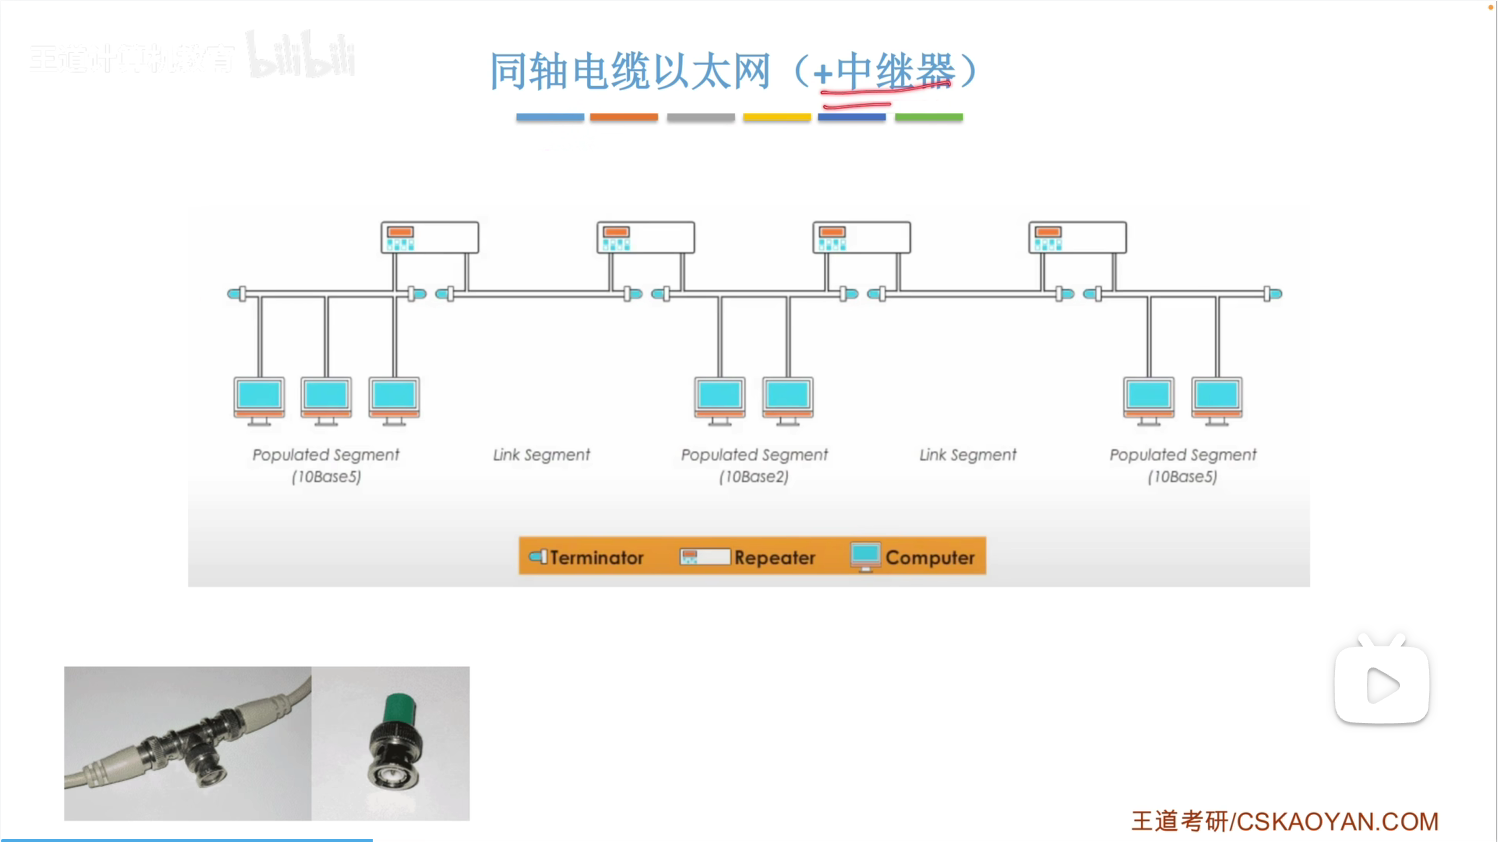 王道计算机教育 bilibili
同轴电缆以太网（+中继器）
Populated Segment
(10Base5)
Link Segment
Populated Segment
(10Base2)
Link Segment
Populated Segment
(10Base5)
Terminator Repeater Computer
王道考研/CSKAOYAN.COM